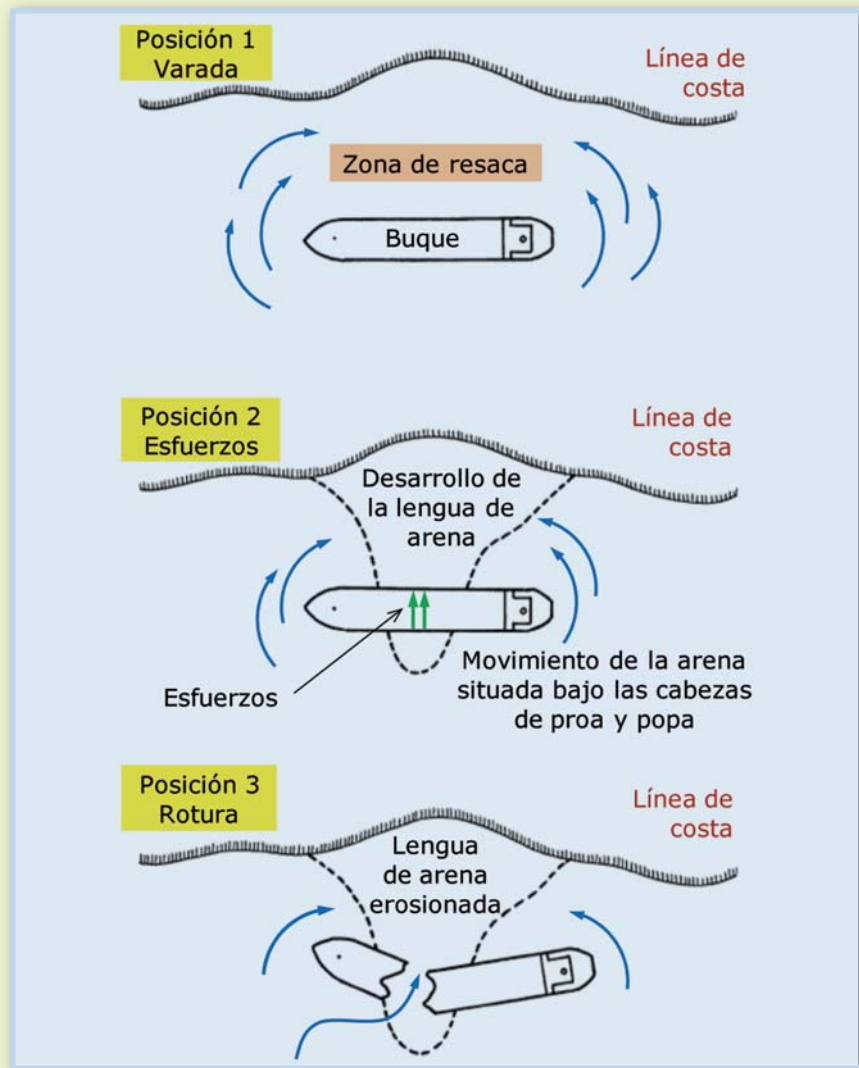 Posición 1
Varada
Línea de
costa
Zona de resaca
Buque
Posición 2
Esfuerzos
Línea de
costa
Desarrollo de
la lengua de
arena
Esfuerzos
Movimiento de la arena
situada bajo las cabezas
de proa y popa
Posición 3
Rotura
Línea de
costa
Lengua
de arena
erosionada